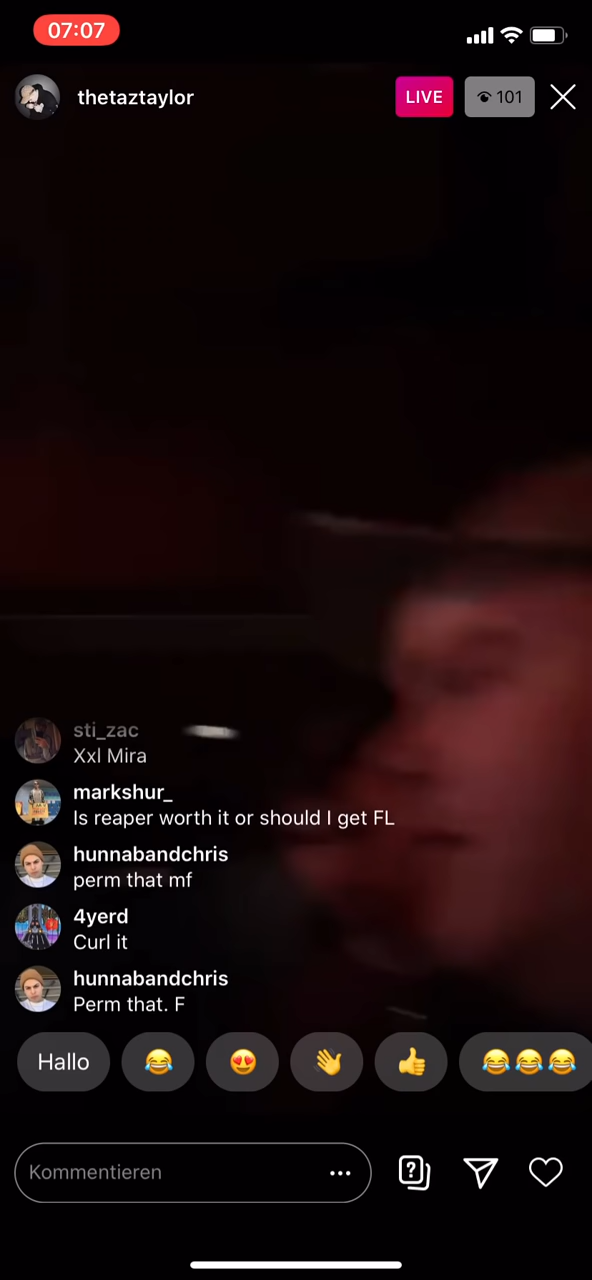 07:07
thetaztaylor
LIVE
101
sti_zac
Xxl Mira
markshur_
Is reaper worth it or should I get FL
hunnabandchris
perm that mf
4yerd
Curl it
hunnabandchris
Perm that. F
Hallo
Kommentieren